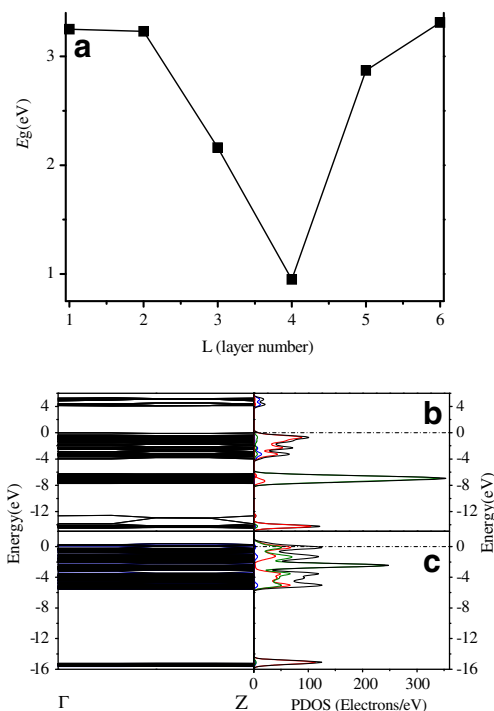 a
Eg(eV)
3
2
1
1 2 3 4 5 6
L (layer number)
b
4
0
-4
-8
-12
4
0
-4
-8
-12
c
0
-4
-8
-12
-16
0
-4
-8
-12
-16
Energy(eV)
Energy(eV)
Γ Z
0 100 200 300
PDOS (Electrons/eV)